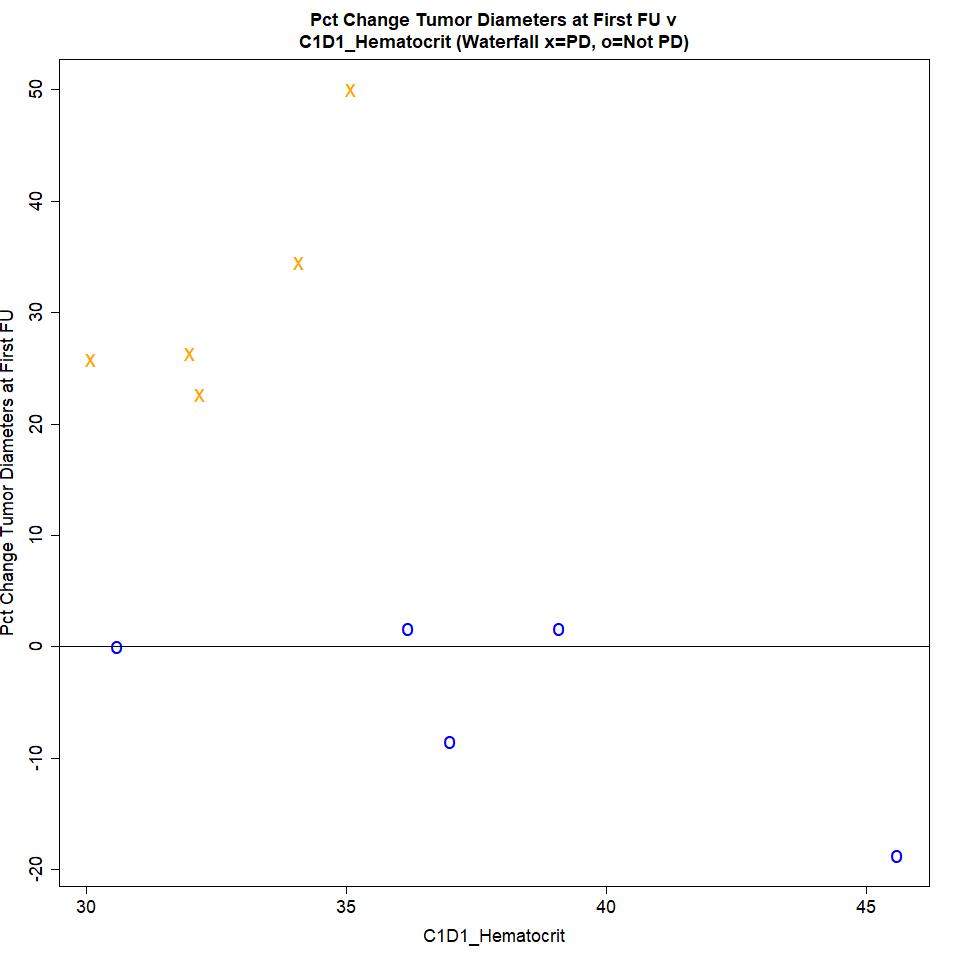 Pct Change Tumor Diameters at First FU v
C1D1_Hematocrit (Waterfall x=PD, o=Not PD)
Pct Change Tumor Diameters at First FU
50
40
30
20
10
0
-10
-20
X
X
X
X
X
O
O
O
O
O
30
35
40
45
C1D1_Hematocrit